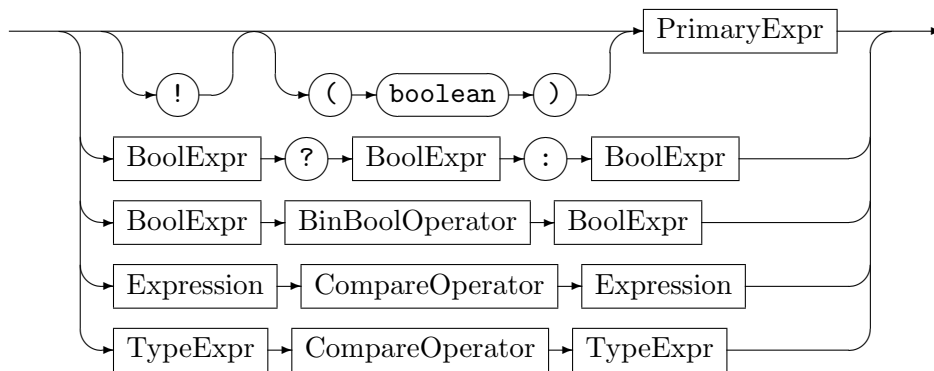 PrimaryExpr
! ( boolean )
BoolExpr ? BoolExpr : BoolExpr
BoolExpr BinBoolOperator BoolExpr
Expression CompareOperator Expression
TypeExpr CompareOperator TypeExpr